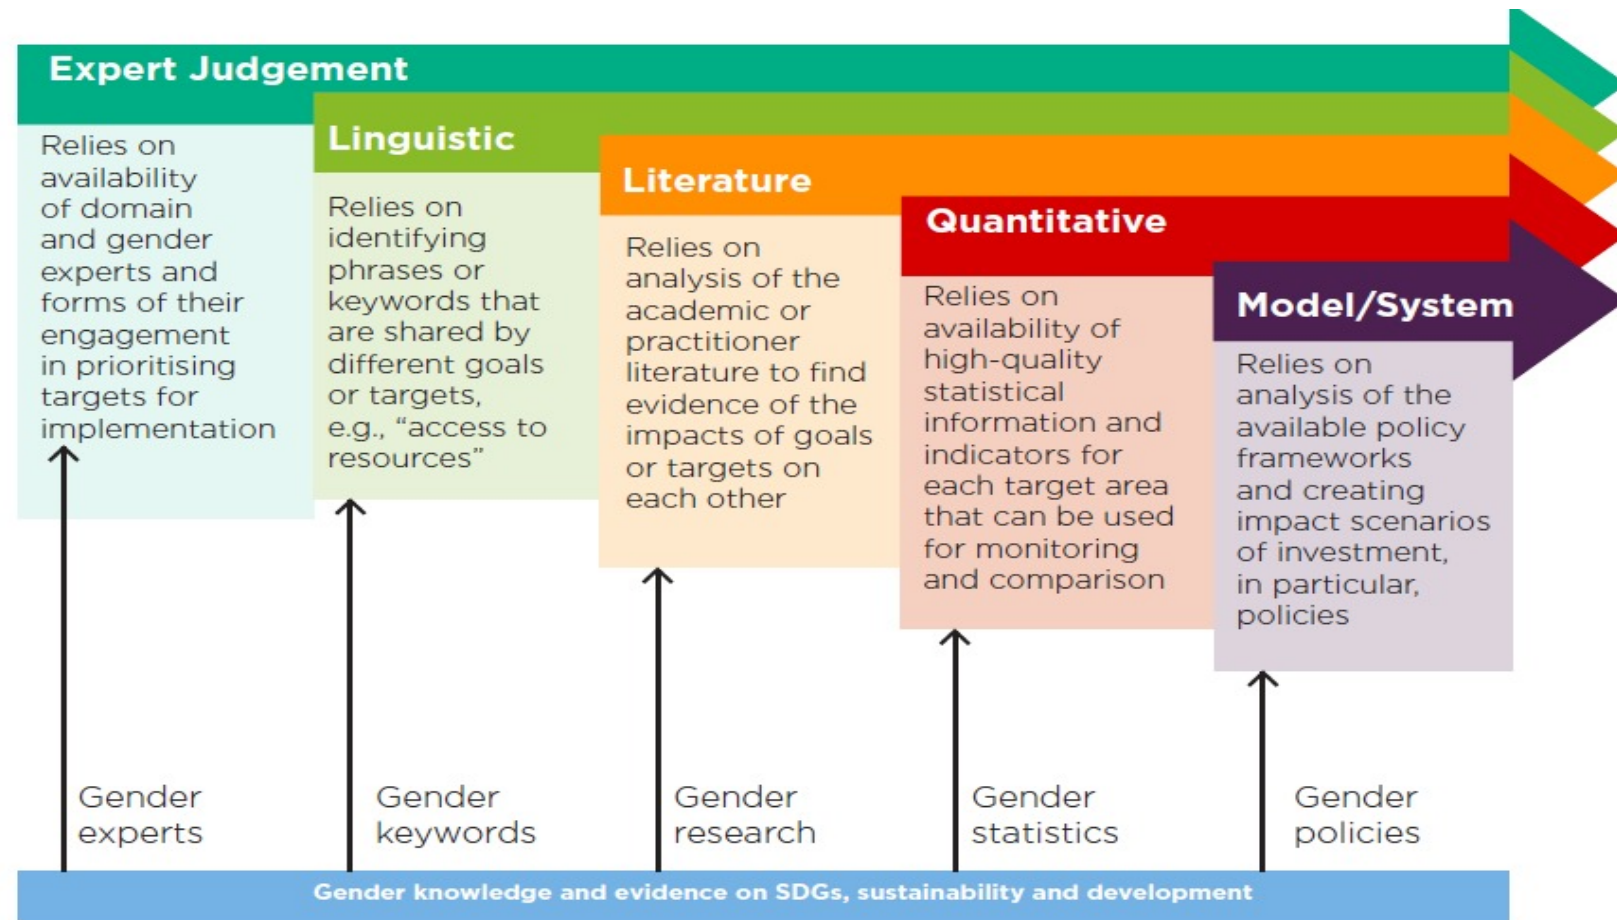 Expert Judgement
Relies on
availability
of domain
and gender
experts and
forms of their
engagement
in prioritising
targets for
implementation
Linguistic
Relies on
identifying
phrases or
keywords that
are shared by
different goals
or targets,
e.g., “access to
resources”
Literature
Relies on
analysis of the
academic or
practitioner
literature to find
evidence of the
impacts of goals
or targets on
each other
Quantitative
Relies on
availability of
high-quality
statistical
information and
indicators for
each target area
that can be used
for monitoring
and comparison
Model/System
Relies on
analysis of the
available policy
frameworks
and creating
impact scenarios
of investment,
in particular,
policies
Gender
experts
Gender
keywords
Gender
research
Gender
statistics
Gender
policies
Gender knowledge and evidence on SDGs, sustainability and development